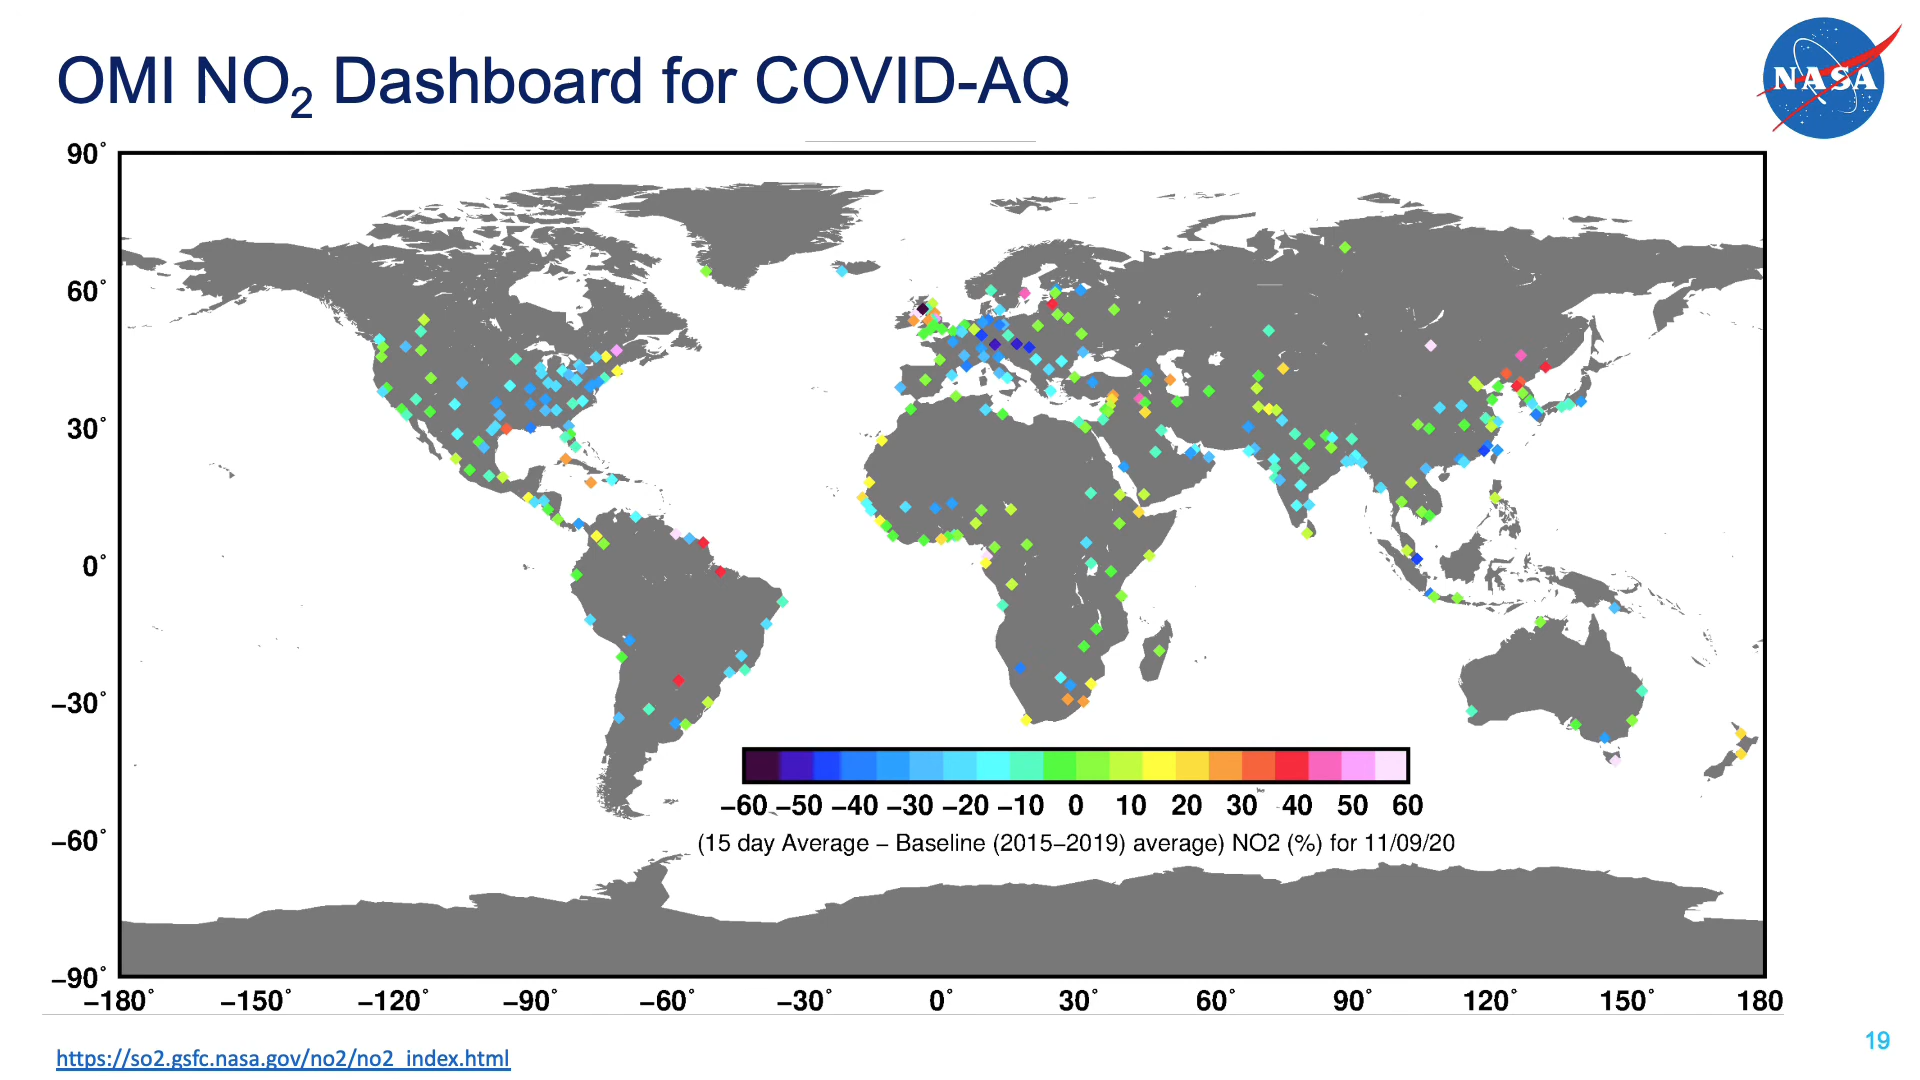 OMI NO₂ Dashboard for COVID-AQ
NASA
90°
60°
30°
0°
−30°
−60°
−90°
−60 −50 −40 −30 −20 −10 0 10 20 30 40 50 60
(15 day Average − Baseline (2015−2019) average) NO2 (%) for 11/09/20
−180° −150° −120° −90° −60° −30° 0° 30° 60° 90° 120° 150° 180
https://so2.gsfc.nasa.gov/no2/no2_index.html
19